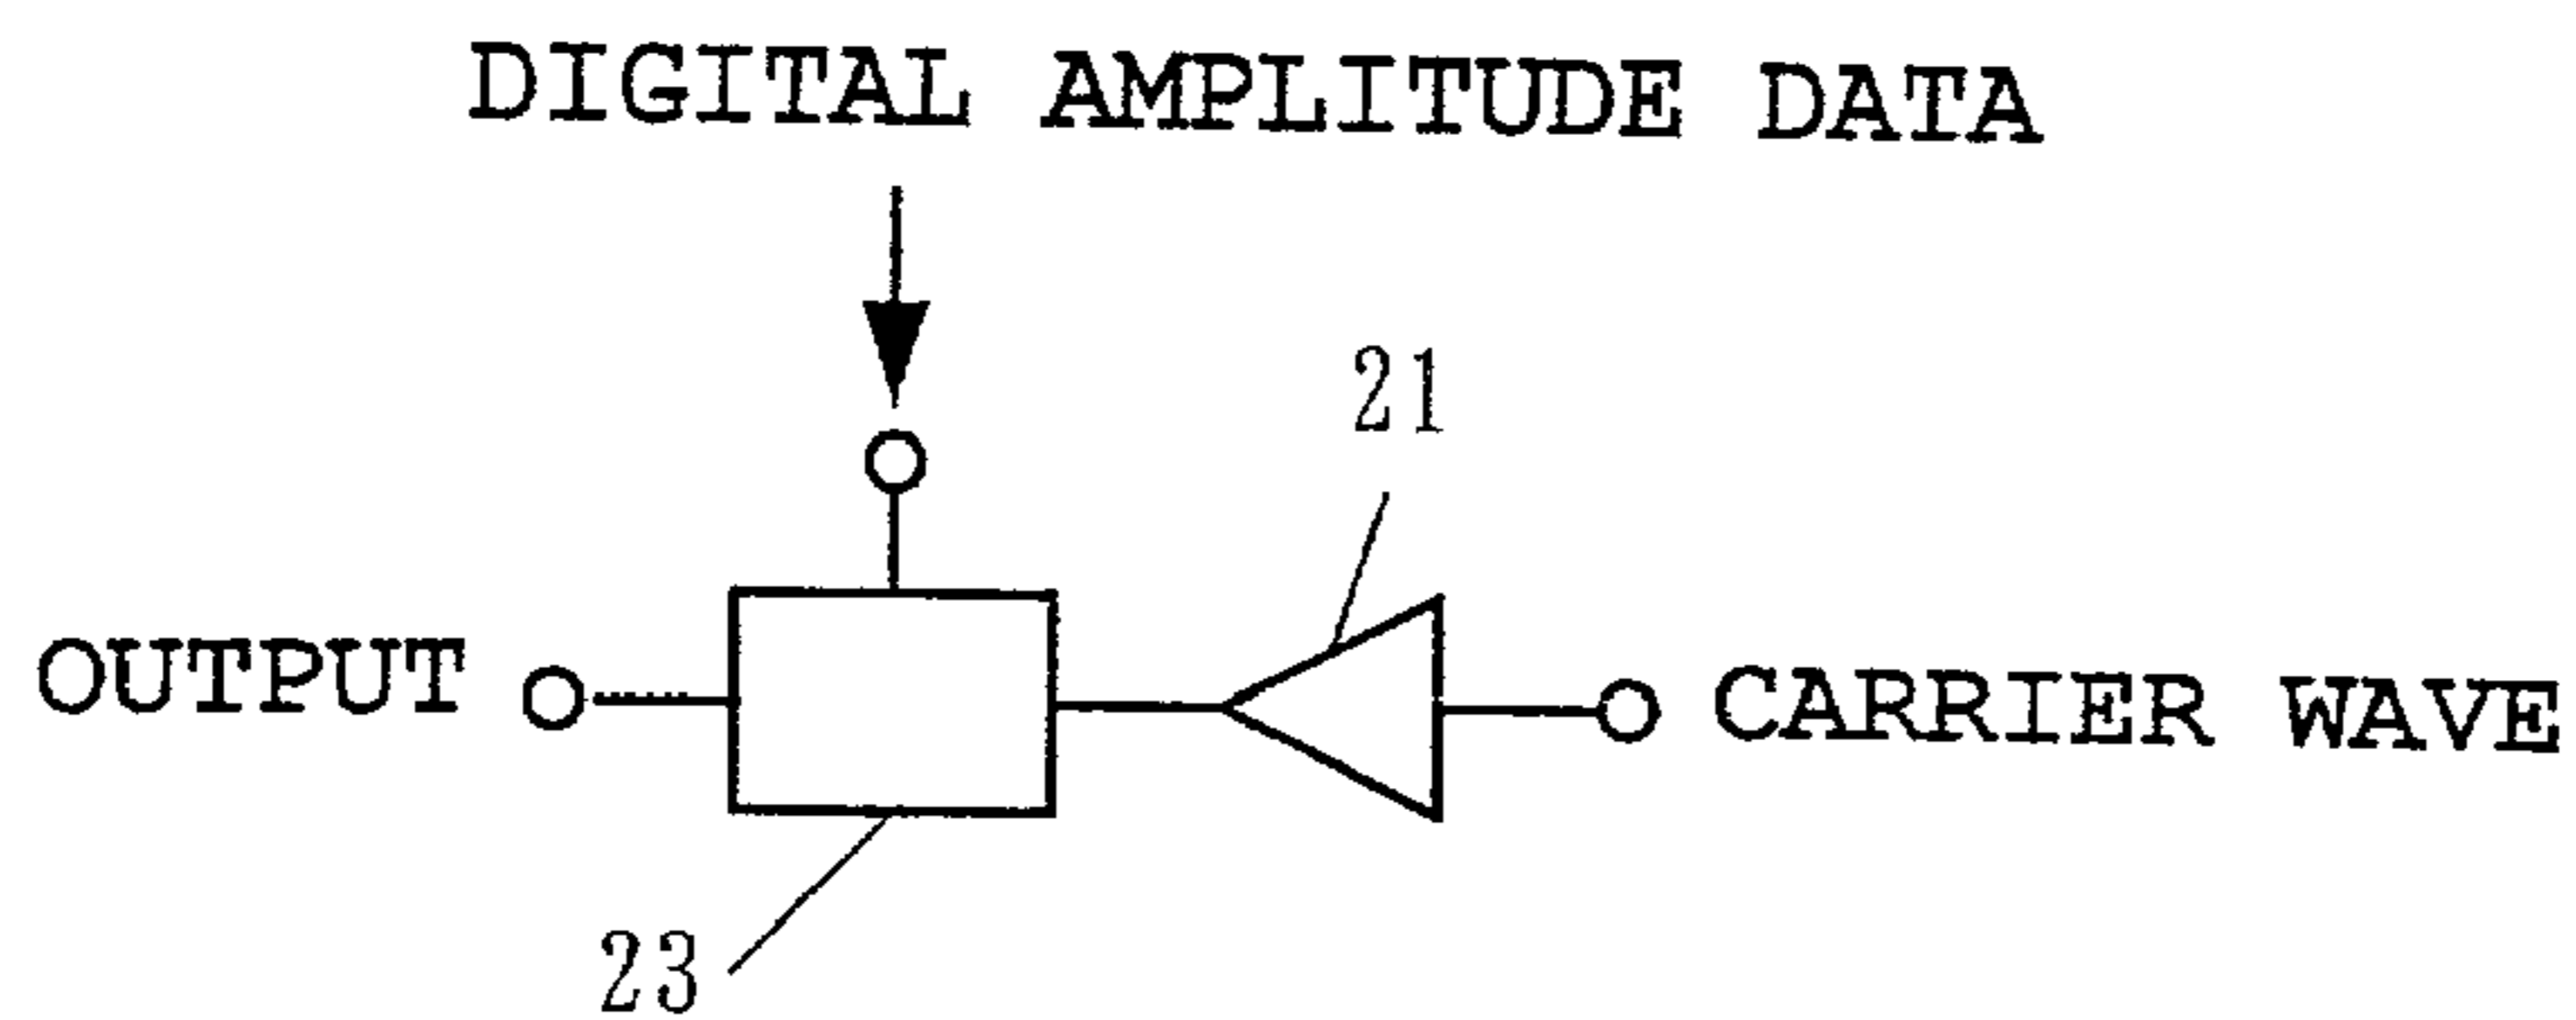 DIGITAL AMPLITUDE DATA
21
OUTPUT
CARRIER WAVE
23